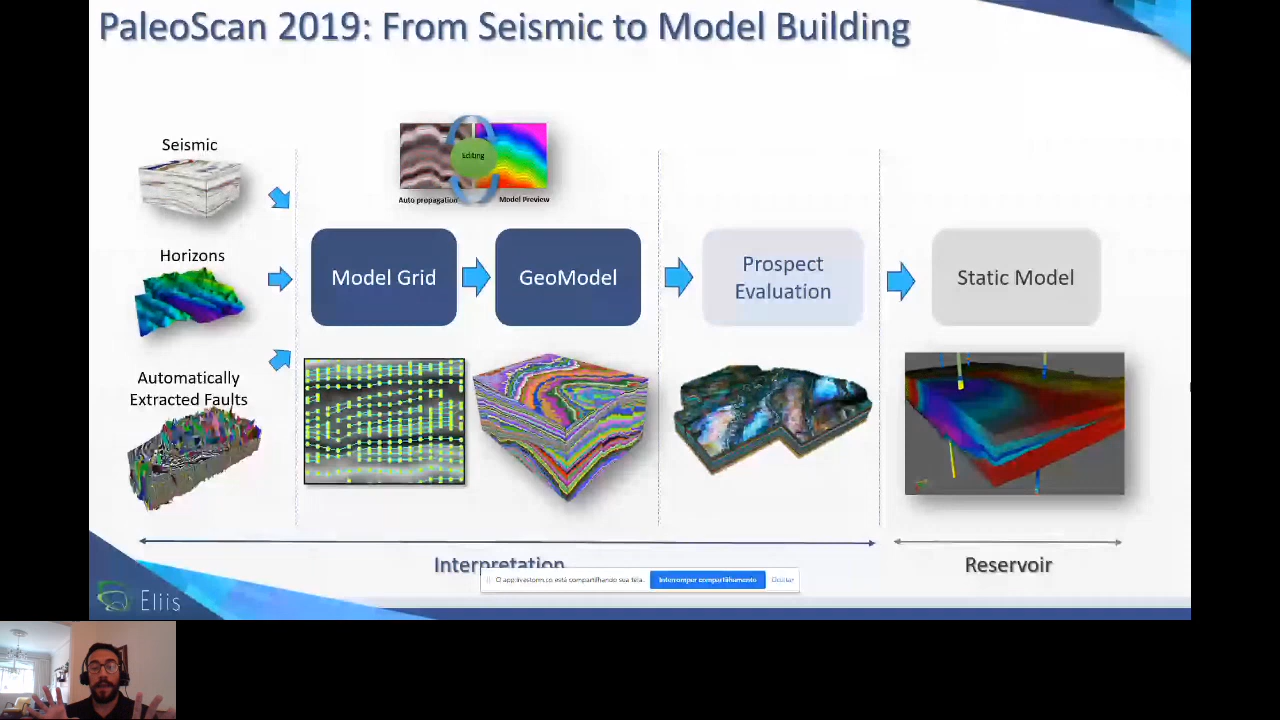 PaleoScan 2019: From Seismic to Model Building
Seismic
Editing
Auto propagation
Model Preview
Horizons
Model Grid
GeoModel
Prospect
Evaluation
Static Model
Automatically
Extracted Faults
Interpretation
Reservoir
O app.livestorm.co está compartilhando sua tela.
Interromper compartilhamento
Ocultar
Eliis